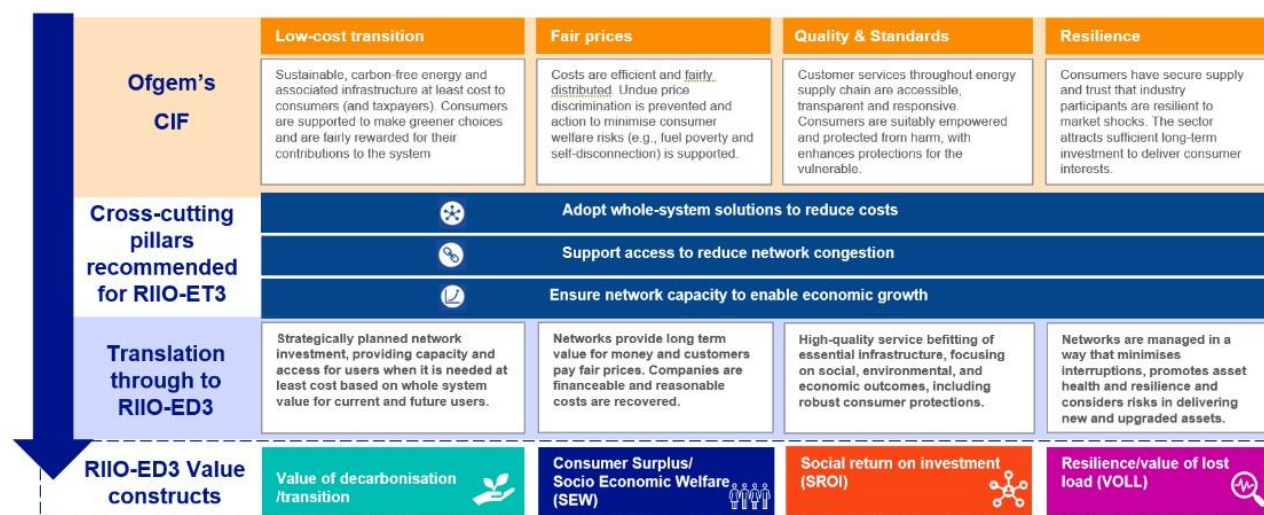 Low-cost transition
Fair prices
Quality & Standards
Resilience
Ofgem's
CIF
Sustainable, carbon-free energy and
associated infrastructure at least cost to
consumers (and taxpayers). Consumers
are supported to make greener choices
and are fairly rewarded for their
contributions to the system
Costs are efficient and fairly
distributed. Undue price
discrimination is prevented and
action to minimise consumer
welfare risks (e.g., fuel poverty and
self-disconnection) is supported.
Customer services throughout energy
supply chain are accessible,
transparent and responsive.
Consumers are suitably empowered
and protected from harm, with
enhances protections for the
vulnerable.
Consumers have secure supply
and trust that industry
participants are resilient to
market shocks. The sector
attracts sufficient long-term
investment to deliver consumer
interests.
Cross-cutting
pillars
recommended
for RIIO-ET3
Adopt whole-system solutions to reduce costs
Support access to reduce network congestion
Ensure network capacity to enable economic growth
Translation
through to
RIIO-ED3
Strategically planned network
investment, providing capacity and
access for users when it is needed at
least cost based on whole system
value for current and future users.
Networks provide long term
value for money and customers
pay fair prices. Companies are
financeable and reasonable
costs are recovered.
High-quality service befitting of
essential infrastructure, focusing
on social, environmental, and
economic outcomes, including
robust consumer protections.
Networks are managed in a
way that minimises
interruptions, promotes asset
health and resilience and
considers risks in delivering
new and upgraded assets.
RIIO-ED3 Value
constructs
Value of decarbonisation
/transition
Consumer Surplus/
Socio Economic Welfare
(SEW)
Social return on investment
(SROI)
Resilience/value of lost
load (VOLL)